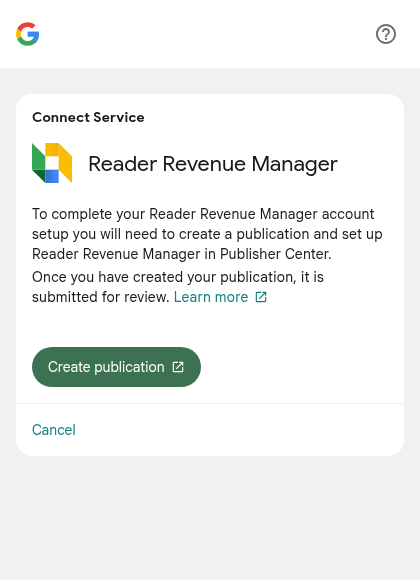 Connect Service
Reader Revenue Manager
To complete your Reader Revenue Manager account
setup you will need to create a publication and set up
Reader Revenue Manager in Publisher Center.
Once you have created your publication, it is
submitted for review. Learn more
Create publication
Cancel